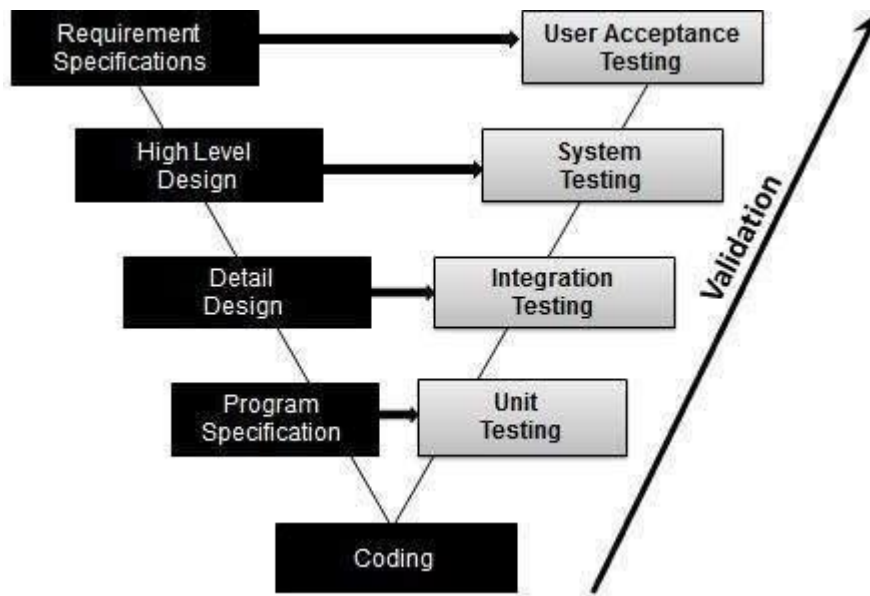 Requirement
Specifications
User Acceptance
Testing
High Level
Design
System
Testing
Detail
Design
Integration
Testing
Program
Specification
Unit
Testing
Coding
Validation